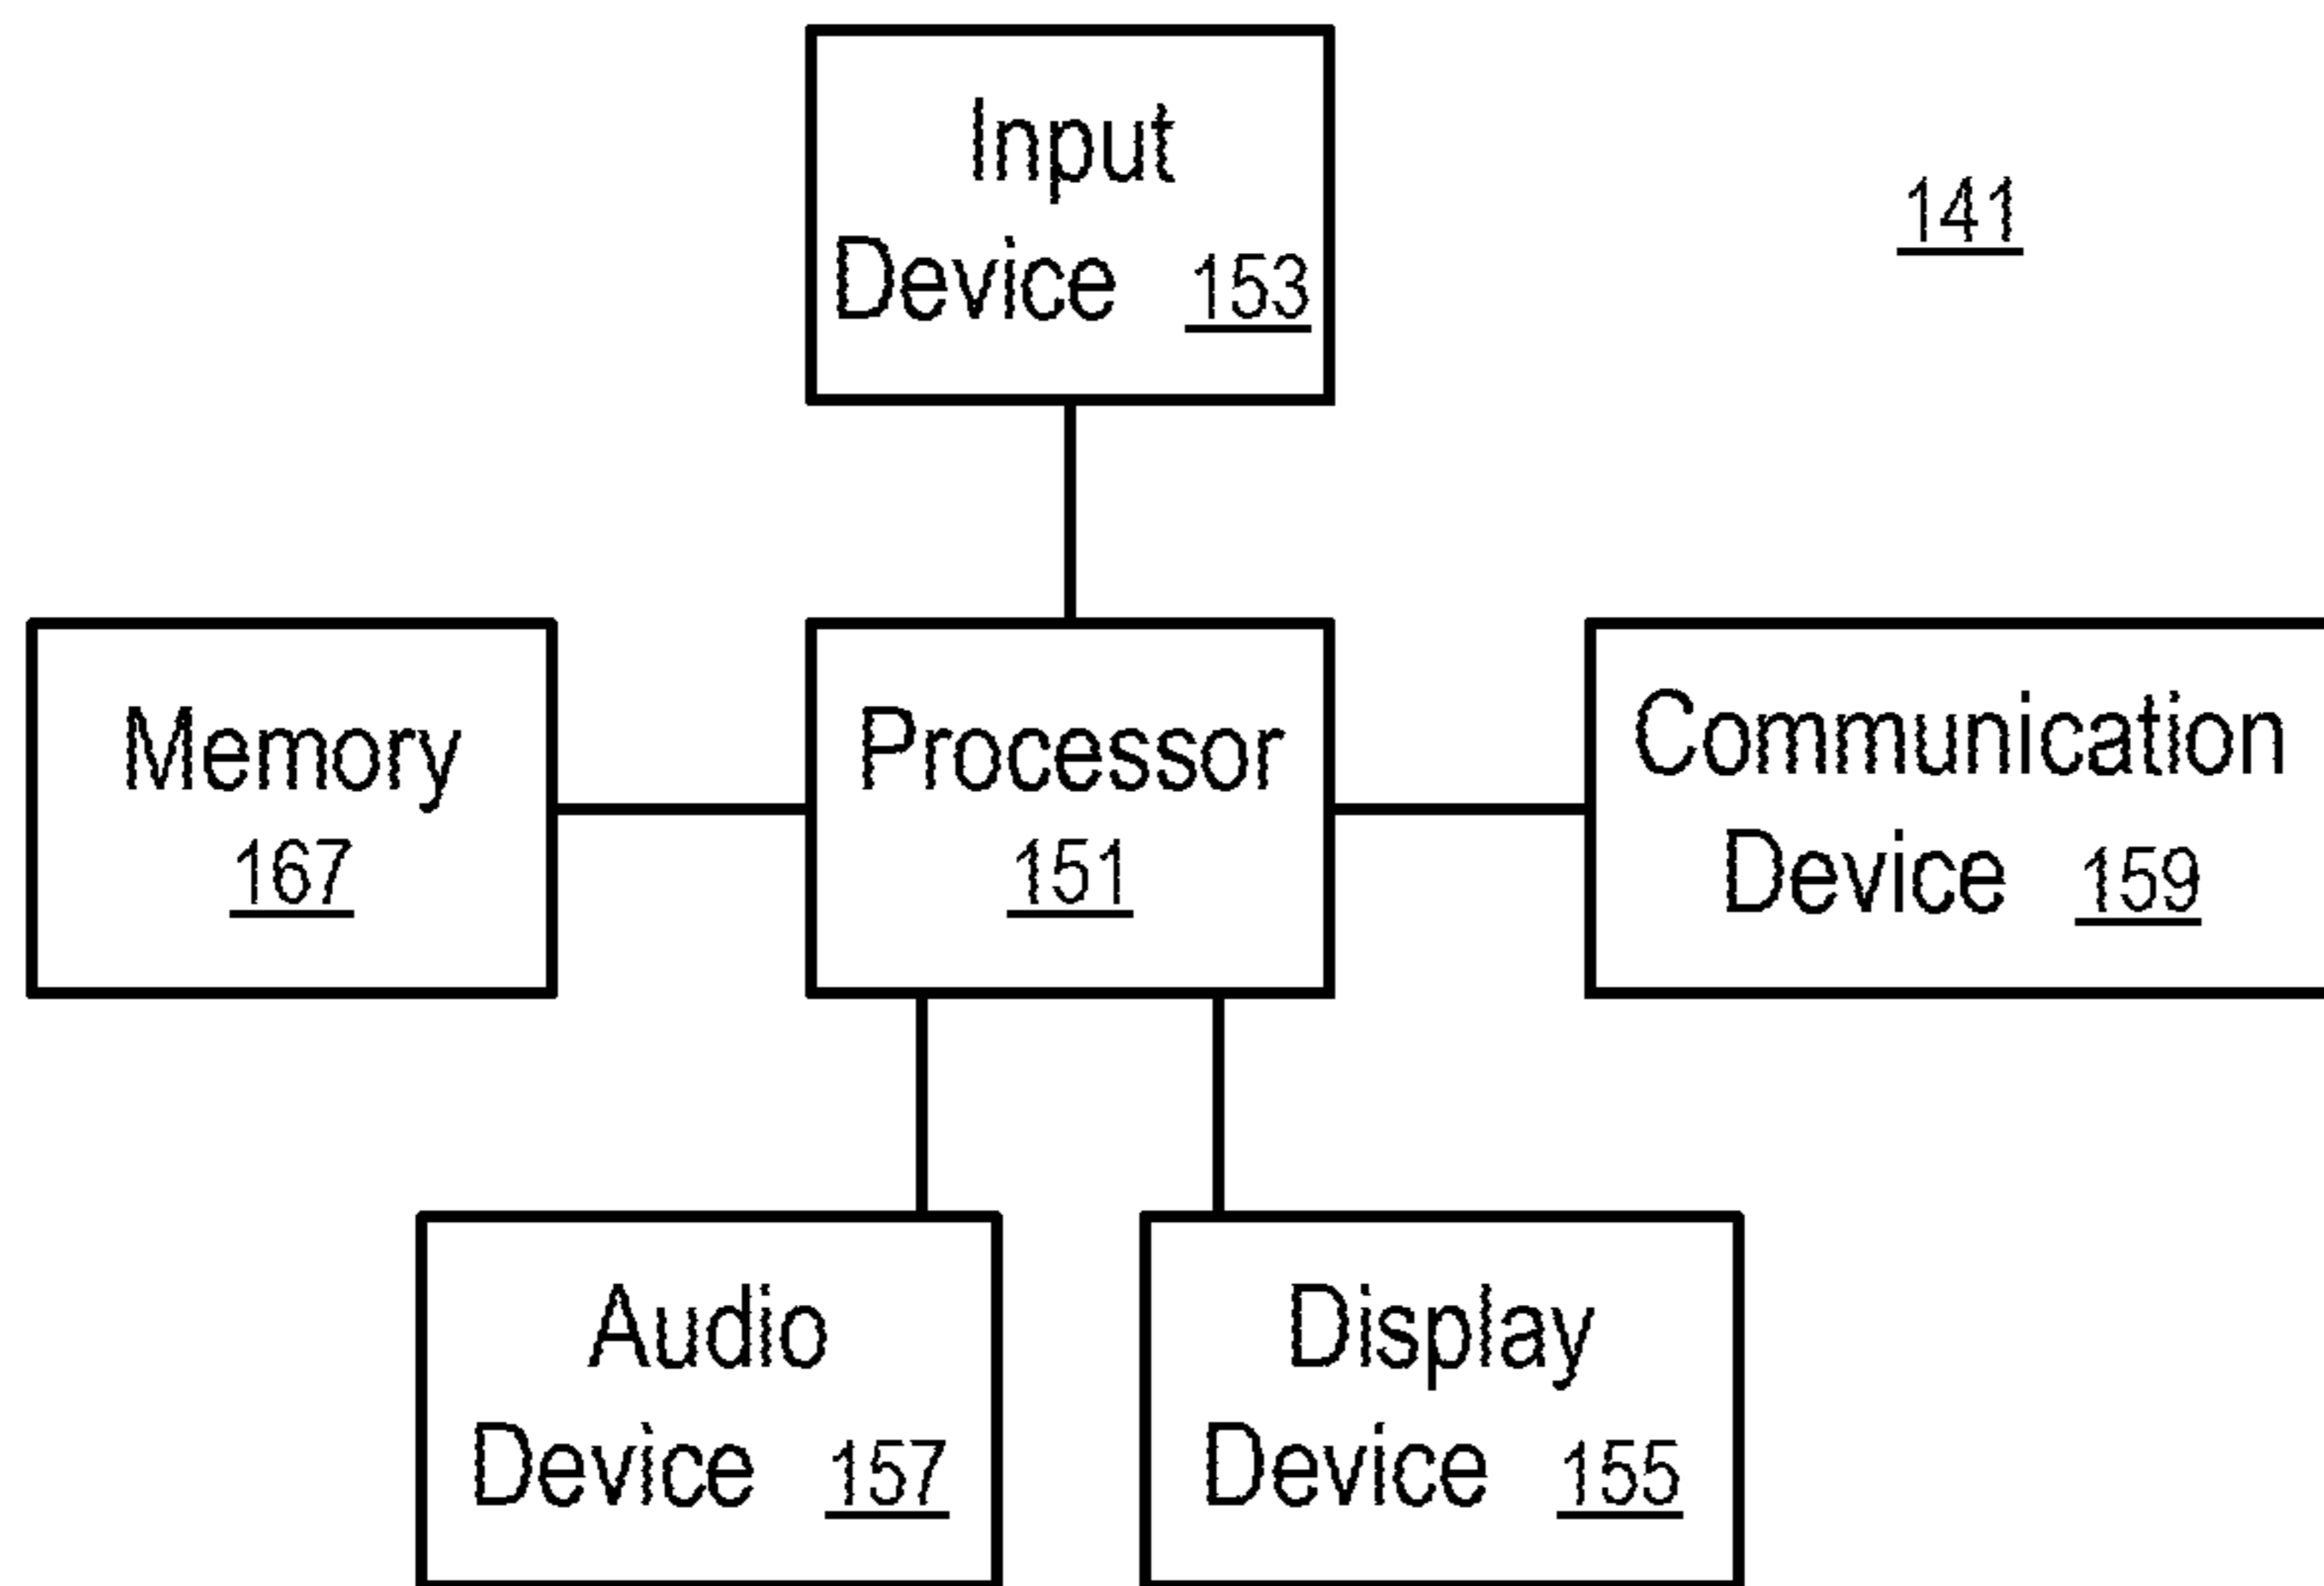 Input
Device 153
141
Memory
167
Processor
151
Communication
Device 159
Audio
Device 157
Display
Device 155